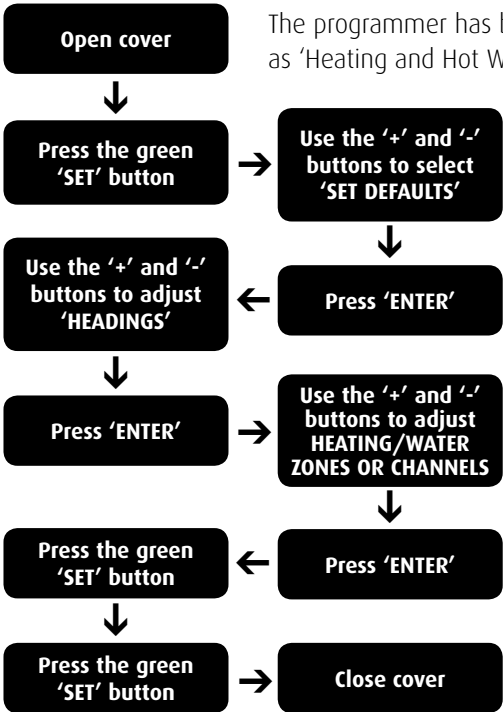 The programmer has
as 'Heating and Hot
Open cover
Press the green
'SET' button
Use the '+' and '-'
buttons to select
'SET DEFAULTS'
Press 'ENTER'
Use the '+' and '-'
buttons to adjust
'HEADINGS'
Press 'ENTER'
Use the '+' and '-'
buttons to adjust
HEATING/WATER
ZONES OR CHANNELS
Press 'ENTER'
Press the green
'SET' button
Press the green
'SET' button
Close cover